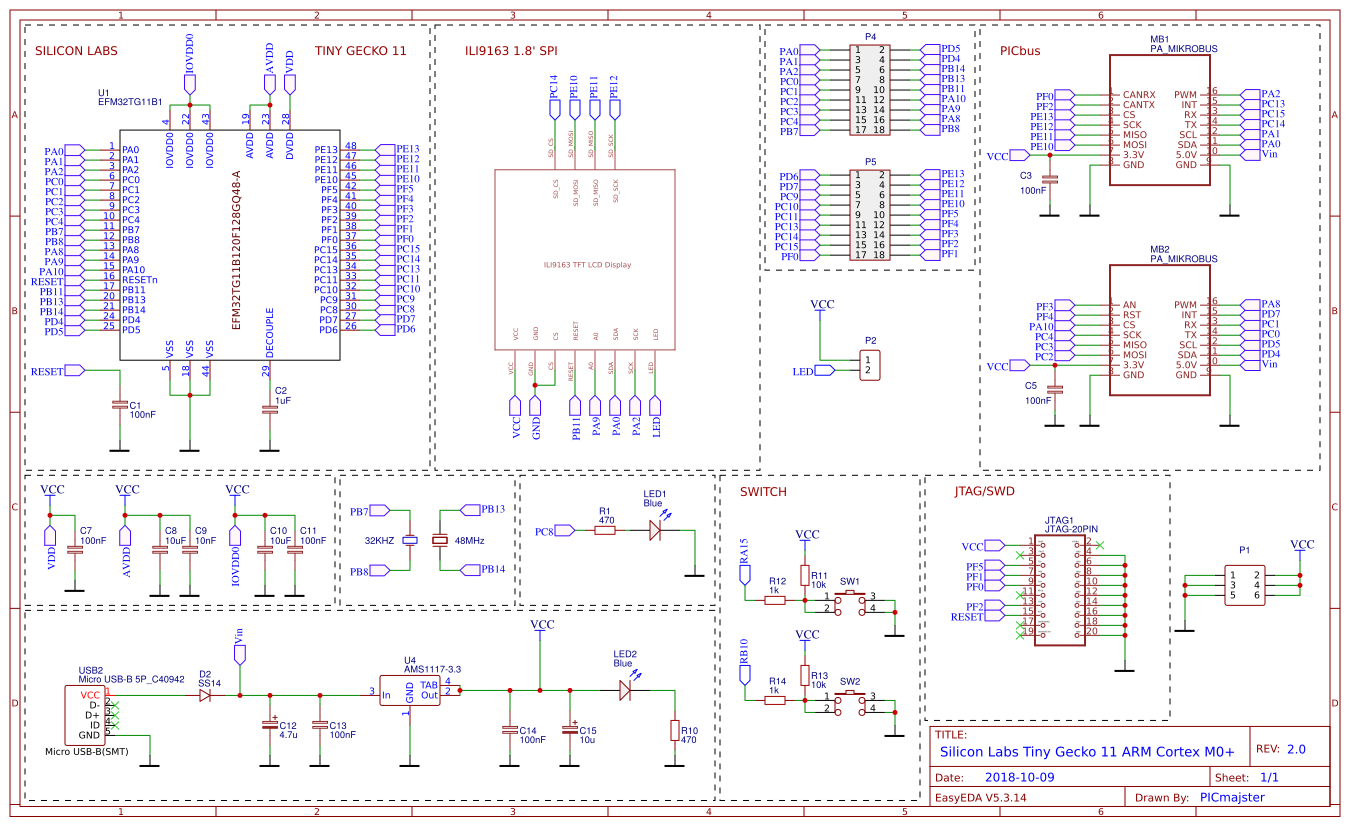 1 2 3 4 5 6
A B C D
SILICON LABS
TINY GECKO 11
U1
EFM32TG11B1
IOVDD0
AVDD
VDD
4 22 43 19 23 28
IOVDD0 IOVDD0 IOVDD0 AVDD AVDD DVDD
EFM32TG11B120F128GQ48-A
PA0 1 PA0
PA1 2 PA1
PA2 3 PA2
PC0 4 PC0
PC1 5 PC1
PC2 8 PC2
PC3 9 PC3
PC4 10 PC4
PB7 11 PB7
PB8 12 PB8
PA8 13 PA8
PA9 14 PA9
PA10 15 PA10
RESET 16 RESETn
PB11 17 PB11
PB13 20 PB13
PB14 21 PB14
PD4 24 PD4
PD5 25 PD5
PE13 48 PE13
PE12 47 PE12
PE11 46 PE11
PE10 45 PE10
PF5 42 PF5
PF4 41 PF4
PF3 40 PF3
PF2 39 PF2
PF1 38 PF1
PF0 37 PF0
PC15 36 PC15
PC14 35 PC14
PC13 34 PC13
PC11 33 PC11
PC10 32 PC10
PC9 31 PC9
PC8 30 PC8
PD7 27 PD7
PD6 26 PD6
VSS VSS VSS DECOUPLE
5 18 44 29
RESET
C1
100nF
C2
1uF
ILI9163 1.8' SPI
PC14 PE10 PE11 PE12
SD_CS SD_MOSI SD_MISO SD_SCK
SD_CS SD_MOSI SD_MISO SD_SCK
ILI9163 TFT LCD Display
VCC GND CS RESET A0 SDA SCK LED
VCC GND CS RESET A0 SDA SCK LED
VCC GND PB11 PA9 PA0 PA2 LED
P4
PA0 1 2 PD5
PA1 3 4 PD4
PA2 5 6 PB14
PC0 7 8 PB13
PC1 9 10 PB11
PC2 11 12 PA10
PC3 13 14 PA9
PC4 15 16 PA8
PB7 17 18 PB8
P5
PD6 1 2 PE13
PD7 3 4 PE12
PC9 5 6 PE11
PC10 7 8 PE10
PC11 9 10 PF5
PC13 11 12 PF4
PC14 13 14 PF3
PC15 15 16 PF2
PF0 17 18 PF1
VCC
P2
1
LED 2
PICbus
MB1
PA_MIKROBUS
PF0 CANRX PWM 16 PA2
PF2 CANTX INT 15 PC13
PE13 CS RX PC15
PE12 SCK TX PC14
PE11 MISO SCL PA1
PE10 MOSI SDA PA0
VCC 3.3V 5.0V 10 Vin
GND GND
C3
100nF
MB2
PA_MIKROBUS
PF3 AN PWM 16 PA8
PF4 RST INT 15 PD7
PA10 CS RX PC1
PC4 SCK TX PC0
PC3 MISO SCL PD5
PC2 MOSI SDA PD4
VCC 3.3V 5.0V 10 Vin
GND GND
C5
100nF
VCC VCC VCC
VDD AVDD IOVDD0
C7
100nF
C8
10uF
C9
10nF
C10
10uF
C11
100nF
PB7 PB13
32KHZ 48MHz
PB8 PB14
LED1
Blue
R1
470
PC8
SWITCH
VCC
RA15
R11
10k
R12
1k
SW1
1 3
2 4
VCC
RB10
R13
10k
R14
1k
SW2
1 3
2 4
JTAG/SWD
JTAG1
JTAG-20PIN
VCC 1 2
3 4
PF5 5 6
PF1 7 8
PF0 9 10
11 12
PF2 13 14
RESET 15 16
17 18
19 20
P1
VCC
1 2
3 4
5 6
USB2
Micro USB-B 5P_C40942
VCC 1
D- 2
D+ 3
ID 4
GND 5
Micro USB-B(SMT)
D2
SS14
Vin
C12
4.7u
C13
100nF
U4
AMS1117-3.3
3 In GND TAB 4
Out 2
1
VCC
C14
100nF
C15
10u
LED2
Blue
R10
470
TITLE:
Silicon Labs Tiny Gecko 11 ARM Cortex M0+
REV: 2.0
Date: 2018-10-09
Sheet: 1/1
EasyEDA V5.3.14
Drawn By: PICmajster
1 2 3 4 5 6
A B C D